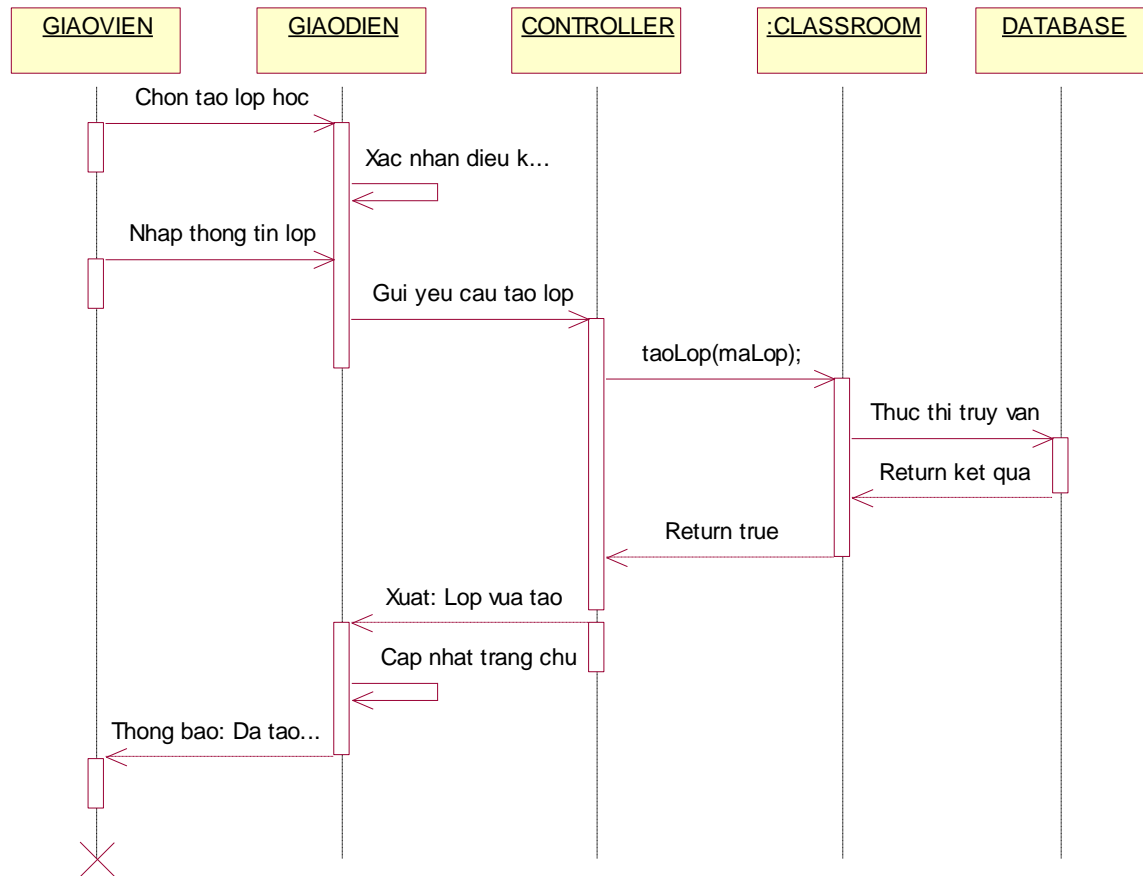 GIAOVIEN
GIAODIEN
CONTROLLER
:CLASSROOM
DATABASE
Chon tao lop hoc
Xac nhan dieu k...
Nhap thong tin lop
Gui yeu cau tao lop
taoLop(maLop);
Thuc thi truy van
Return ket qua
Return true
Xuat: Lop vua tao
Cap nhat trang chu
Thong bao: Da tao...